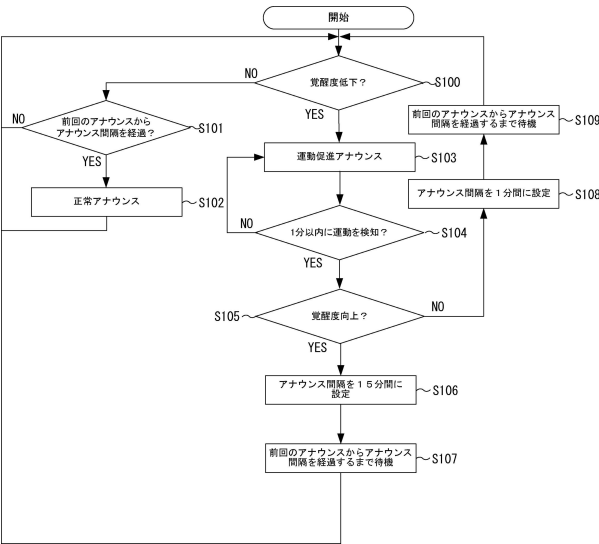 開始
覚醒度低下？
S100
NO
YES
前回のアナウンスから
アナウンス間隔を経過？
S101
NO
YES
正常アナウンス
S102
運動促進アナウンス
S103
1分以内に運動を検知？
S104
NO
YES
覚醒度向上？
S105
NO
YES
アナウンス間隔を１５分間に
設定
S106
前回のアナウンスからアナウンス
間隔を経過するまで待機
S107
アナウンス間隔を１分間に設定
S108
前回のアナウンスからアナウンス
間隔を経過するまで待機
S109